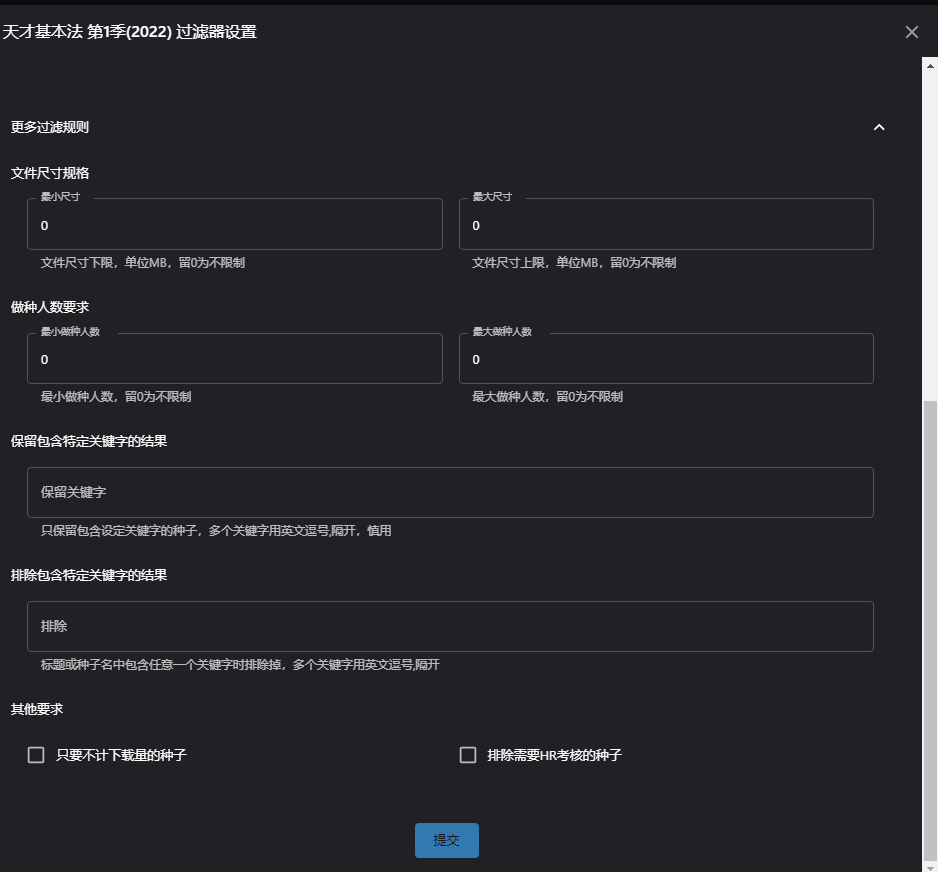 天才基本法 第1季(2022) 过滤器设置
更多过滤规则
文件尺寸规格
最小尺寸 最大尺寸
0 0
文件尺寸下限，单位MB，留0为不限制 文件尺寸上限，单位MB，留0为不限制
做种人数要求
最小做种人数 最大做种人数
0 0
最小做种人数，留0为不限制 最大做种人数，留0为不限制
保留包含特定关键字的结果
保留关键字
只保留包含设定关键字的种子，多个关键字用英文逗号,隔开，慎用
排除包含特定关键字的结果
排除
标题或种子名中包含任意一个关键字时排除掉，多个关键字用英文逗号,隔开
其他要求
只要不计下载量的种子 排除需要HR考核的种子
提交